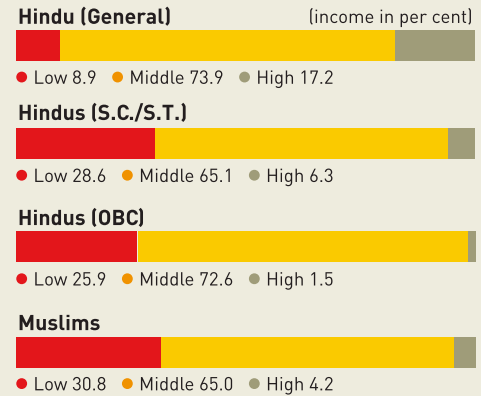 Hindu (General) (income in per cent)
Low 8.9 Middle 73.9 High 17.2
Hindus (S.C./S.T.)
Low 28.6 Middle 65.1 High 6.3
Hindus (OBC)
Low 25.9 Middle 72.6 High 1.5
Muslims
Low 30.8 Middle 65.0 High 4.2